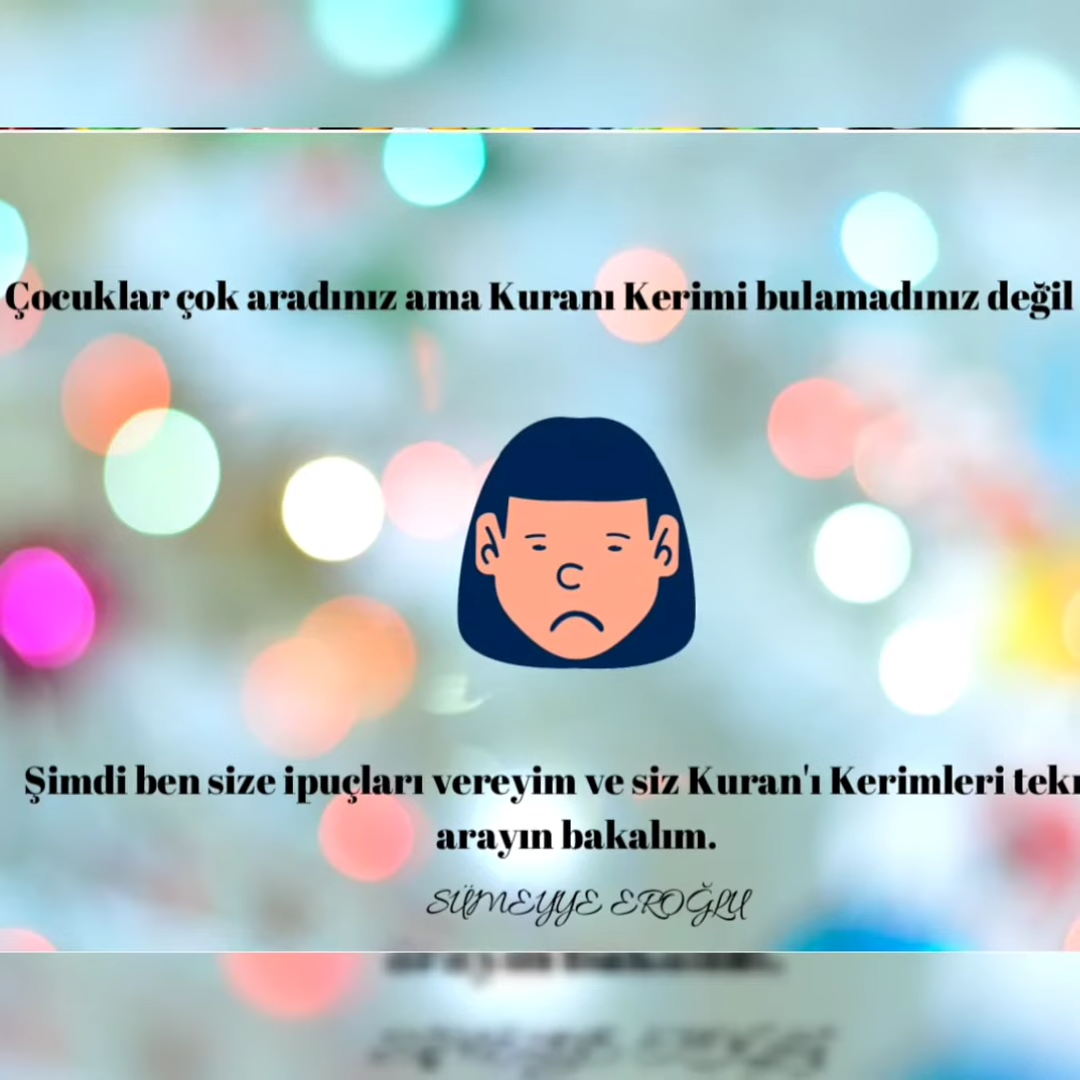 Çocuklar çok aradınız ama Kuranı Kerimi bulamadınız değil
Şimdi ben size ipuçları vereyim ve siz Kuran'ı Kerimleri
arayın bakalım.
SÜMEYYE EROĞLU